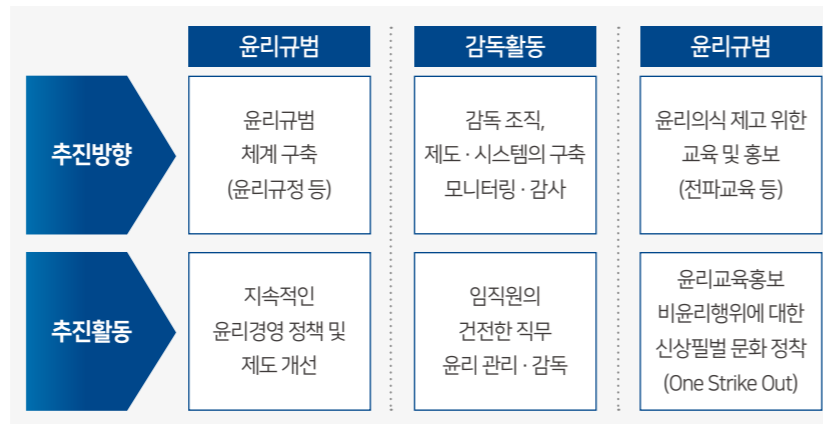 윤리규범
감독활동
윤리규범
추진방향
윤리규범
체계 구축
(윤리규정 등)
감독 조직,
제도·시스템의 구축
모니터링·감사
윤리의식 제고 위한
교육 및 홍보
(전파교육 등)
추진활동
지속적인
윤리경영 정책 및
제도 개선
임직원의
건전한 직무
윤리 관리·감독
윤리교육홍보
비윤리행위에 대한
신상필벌 문화 정착
(One Strike Out)